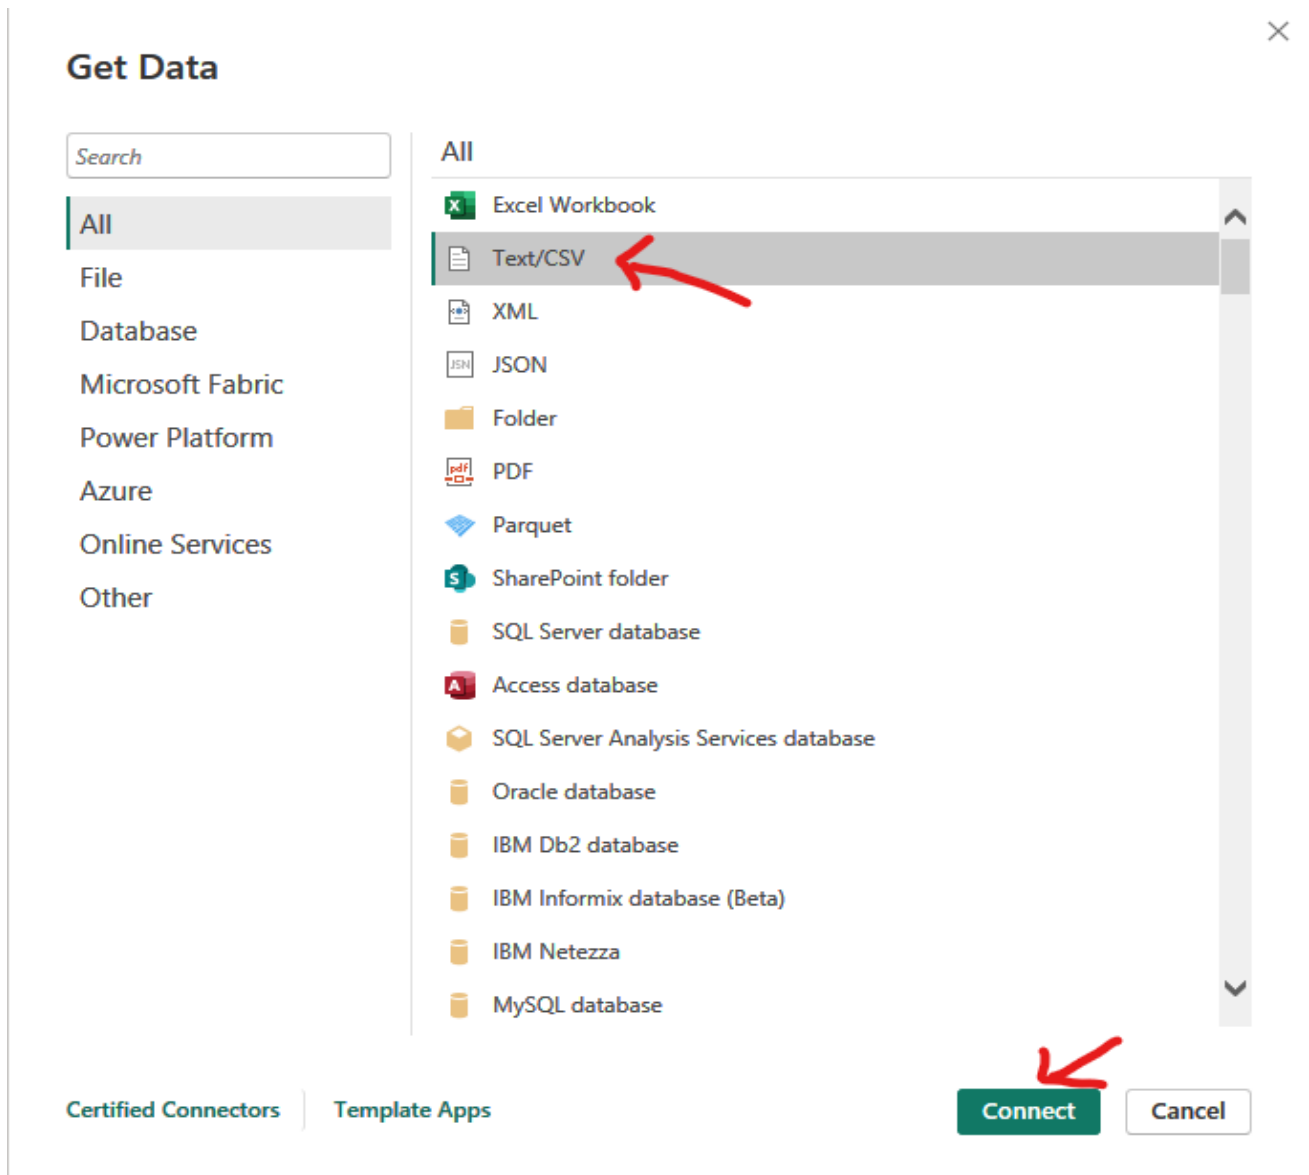 Get Data
Search
All
File
Database
Microsoft Fabric
Power Platform
Azure
Online Services
Other
All
Excel Workbook
Text/CSV
XML
JSN
JSON
Folder
pdf
PDF
Parquet
S
SharePoint folder
SQL Server database
A
Access database
SQL Server Analysis Services database
Oracle database
IBM Db2 database
IBM Informix database (Beta)
IBM Netezza
MySQL database
Certified Connectors
Template Apps
Connect
Cancel